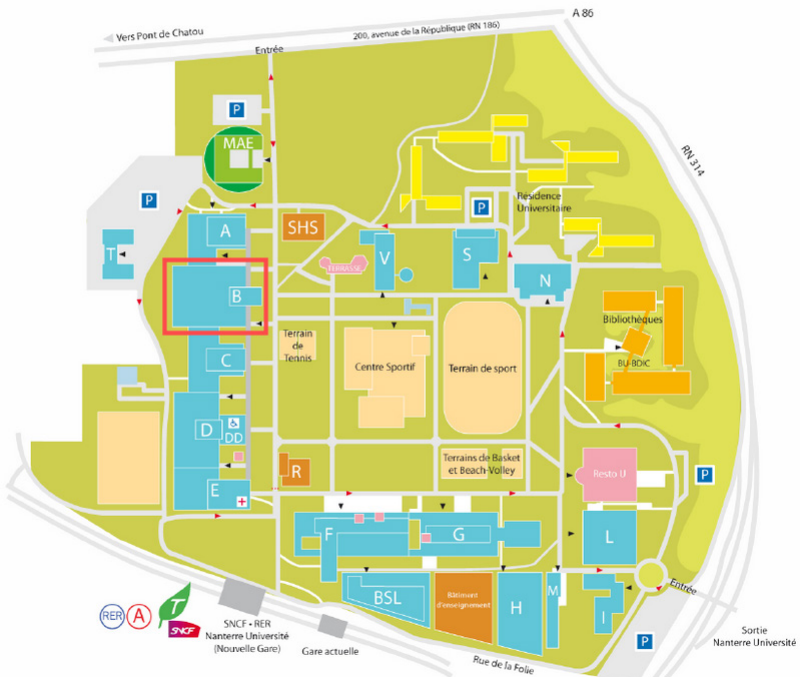 A 86
Vers Pont de Chatou
200, avenue de la République (RN 186)
Entrée
P
MAE
RN 314
P
P
Résidence
Universitaire
A
SHS
T
TERRASSE
V
S
N
B
Bibliothèques
Terrain
de
Tennis
Centre Sportif
Terrain de sport
C
BU-BDIC
D
DD
R
Terrains de Basket
et Beach-Volley
Resto U
P
E
F
G
L
BSL
Bâtiment
d'enseignement
H
M
I
Entrée
RER
A
T
SNCF
SNCF • RER
Nanterre Université
(Nouvelle Gare)
Gare actuelle
Rue de la Folie
P
Sortie
Nanterre Université